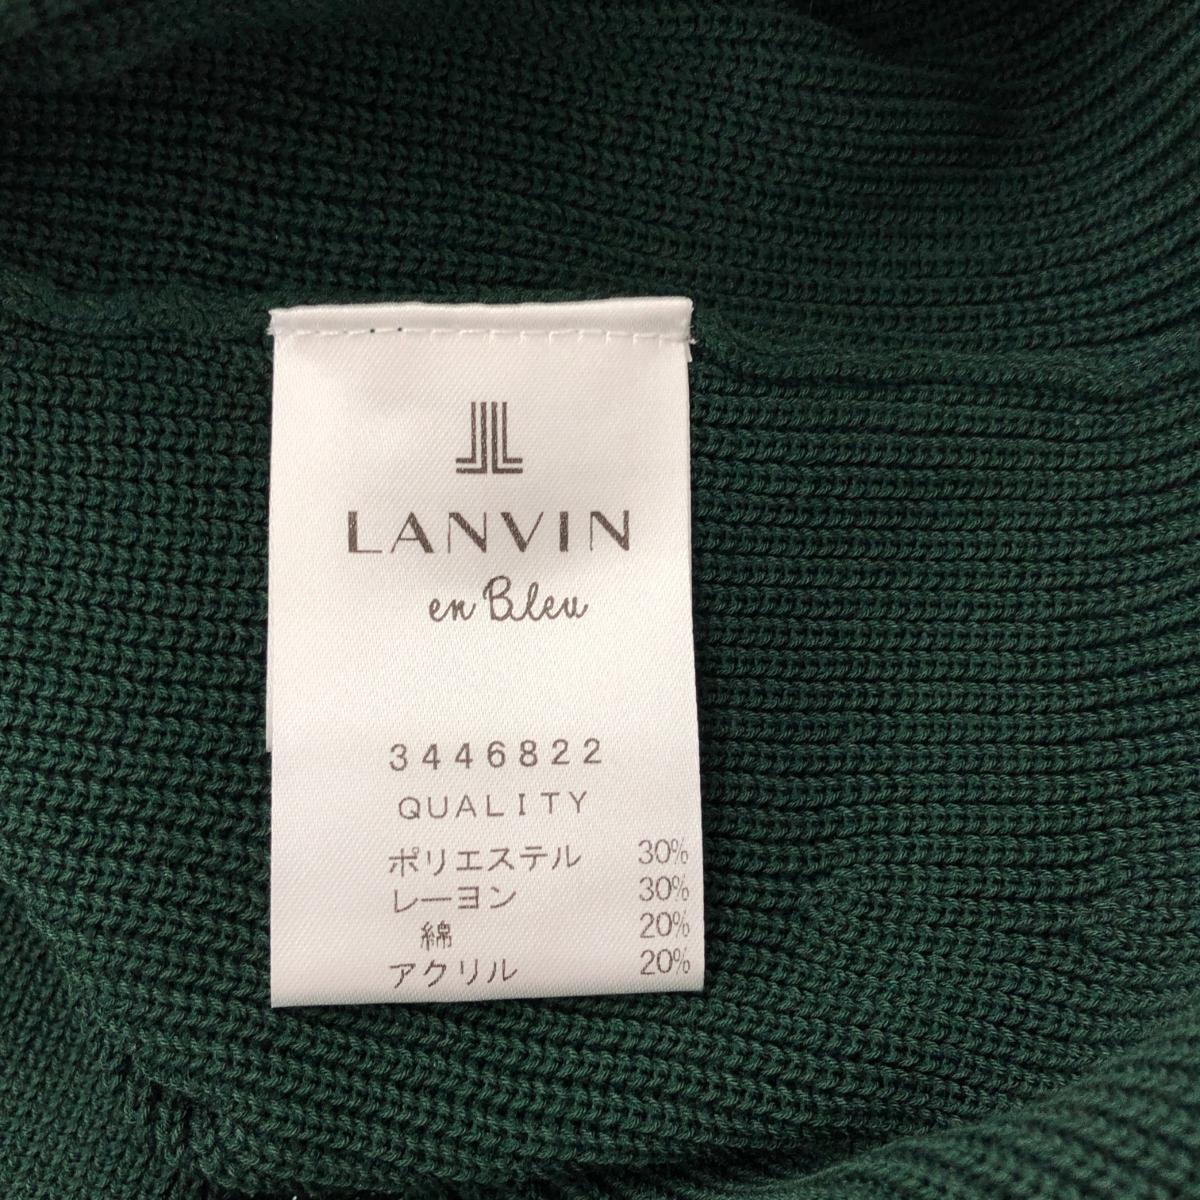 LANVIN
en Bleu
3446822
QUALITY
ポリエステル 30%
レーヨン 30%
綿 20%
アクリル 20%